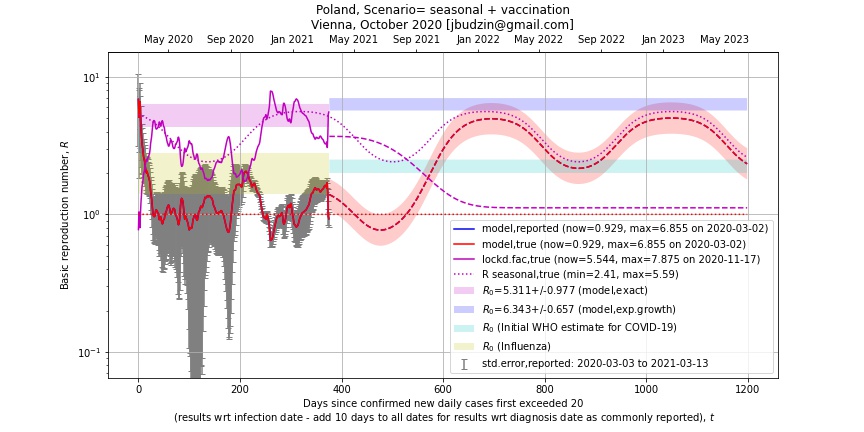 Poland, Scenario= seasonal + vaccination
Vienna, October 2020 [jbudzin@gmail.com]
May 2020 Sep 2020 Jan 2021 May 2021 Sep 2021 Jan 2022 May 2022 Sep 2022 Jan 2023 May 2023
Basic reproduction number, R
10¹
10⁰
10⁻¹
model,reported (now=0.929, max=6.855 on 2020-03-02)
model,true (now=0.929, max=6.855 on 2020-03-02)
lockd.fac,true (now=5.544, max=7.875 on 2020-11-17)
R seasonal,true (min=2.41, max=5.59)
R₀=5.311+/-0.977 (model,exact)
R₀=6.343+/-0.657 (model,exp.growth)
R₀ (Initial WHO estimate for COVID-19)
R₀ (Influenza)
std.error,reported: 2020-03-03 to 2021-03-13
0 200 400 600 800 1000 1200
Days since confirmed new daily cases first exceeded 20
(results wrt infection date - add 10 days to all dates for results wrt diagnosis date as commonly reported), t